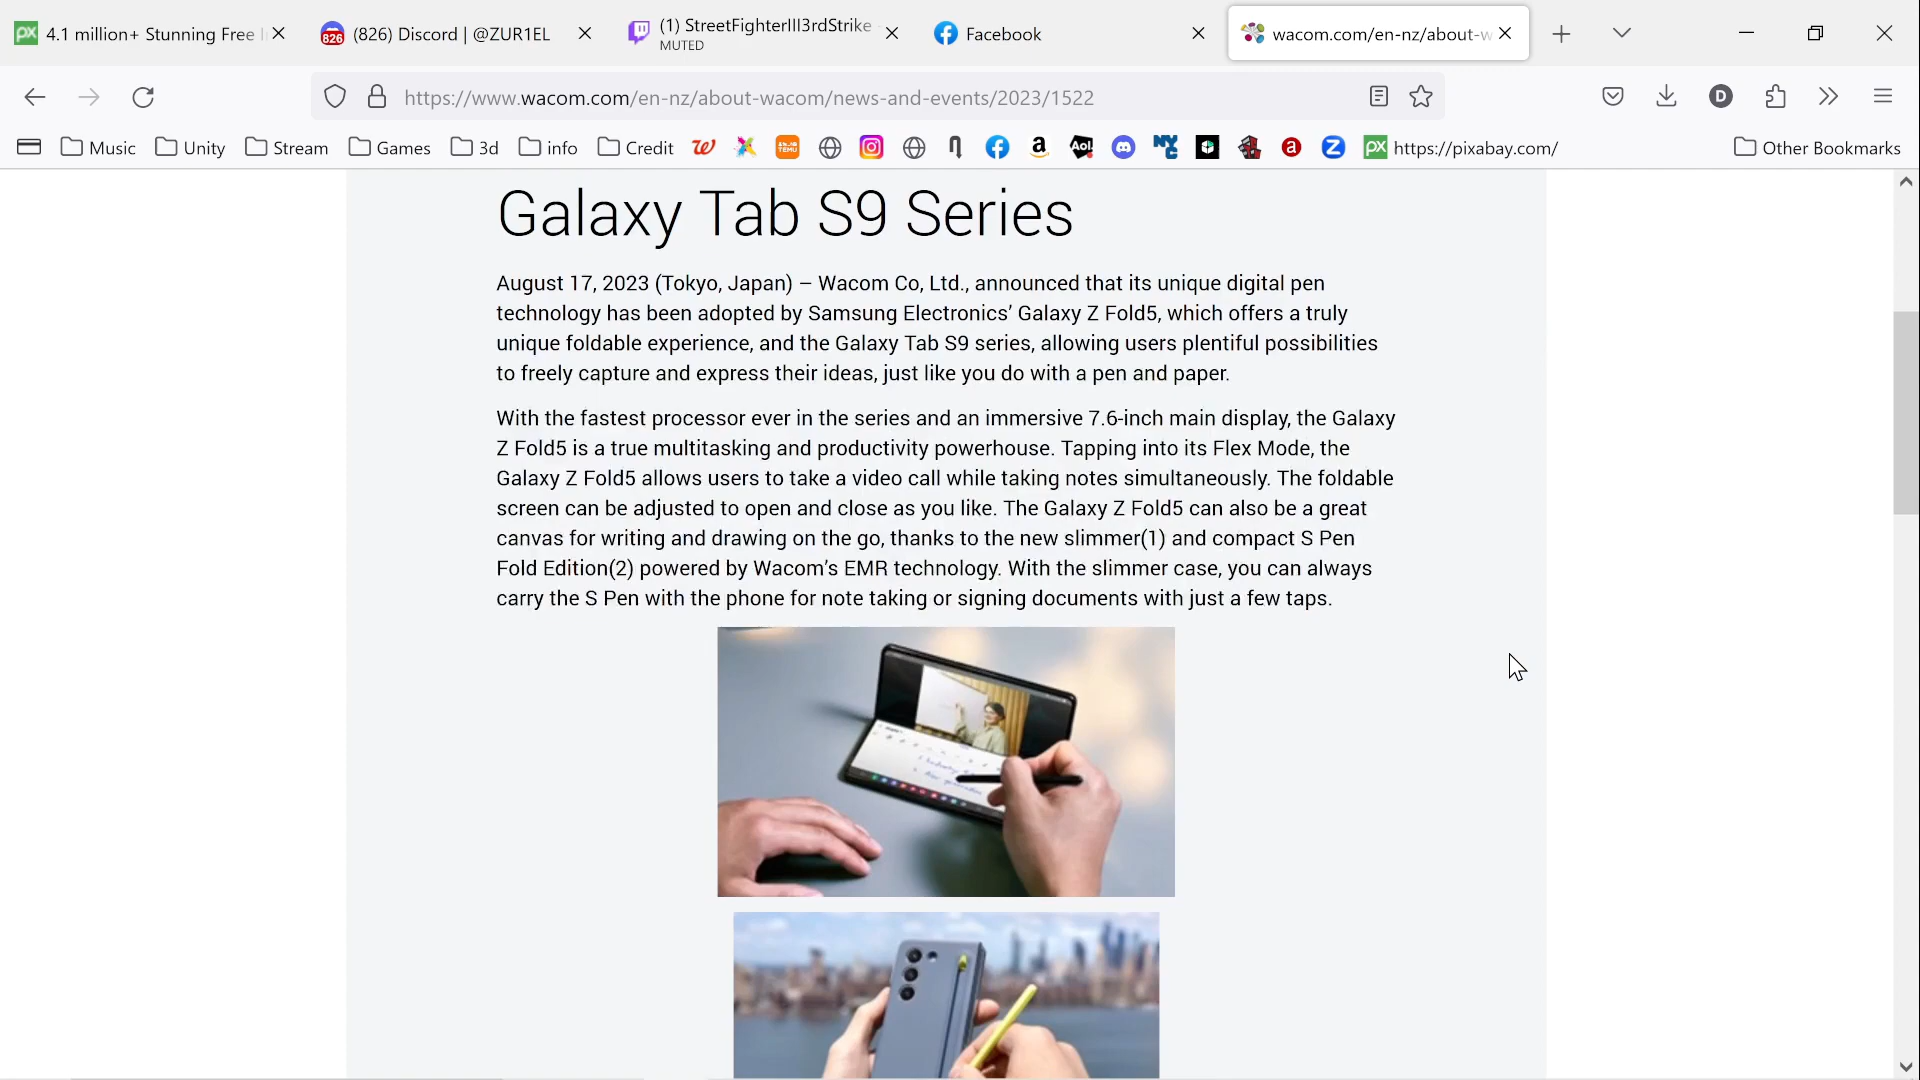 4.1 million+ Stunning Free
(826) Discord | @ZUR1EL
(1) StreetFighterIII3rdStrike
MUTED
Facebook
wacom.com/en-nz/about-w
https://www.wacom.com/en-nz/about-wacom/news-and-events/2023/1522
Music Unity Stream Games 3d info Credit https://pixabay.com/ Other Bookmarks
Galaxy Tab S9 Series
August 17, 2023 (Tokyo, Japan) – Wacom Co, Ltd., announced that its unique digital pen
technology has been adopted by Samsung Electronics’ Galaxy Z Fold5, which offers a truly
unique foldable experience, and the Galaxy Tab S9 series, allowing users plentiful possibilities
to freely capture and express their ideas, just like you do with a pen and paper.
With the fastest processor ever in the series and an immersive 7.6-inch main display, the Galaxy
Z Fold5 is a true multitasking and productivity powerhouse. Tapping into its Flex Mode, the
Galaxy Z Fold5 allows users to take a video call while taking notes simultaneously. The foldable
screen can be adjusted to open and close as you like. The Galaxy Z Fold5 can also be a great
canvas for writing and drawing on the go, thanks to the new slimmer(1) and compact S Pen
Fold Edition(2) powered by Wacom’s EMR technology. With the slimmer case, you can always
carry the S Pen with the phone for note taking or signing documents with just a few taps.